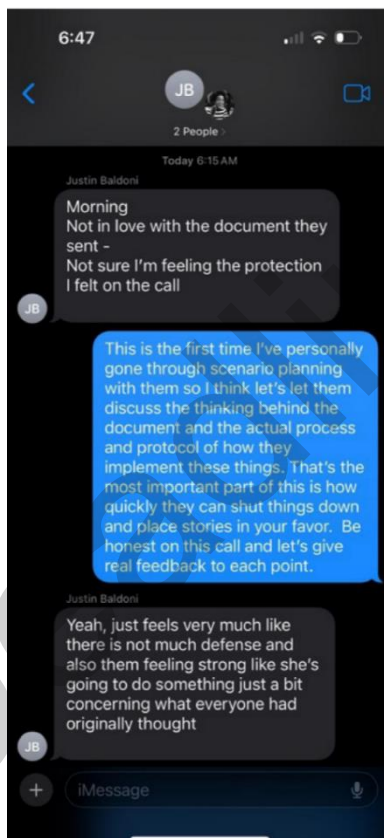 6:47
JB
2 People >
Today 6:15 AM
Justin Baldoni
Morning
Not in love with the document they
sent -
Not sure I'm feeling the protection
I felt on the call
JB
This is the first time I've personally
gone through scenario planning
with them so I think let's let them
discuss the thinking behind the
document and the actual process
and protocol of how they
implement these things. That's the
most important part of this is how
quickly they can shut things down
and place stories in your favor. Be
honest on this call and let's give
real feedback to each point.
Justin Baldoni
Yeah, just feels very much like
there is not much defense and
also them feeling strong like she's
going to do something just a bit
concerning what everyone had
originally thought
JB
iMessage